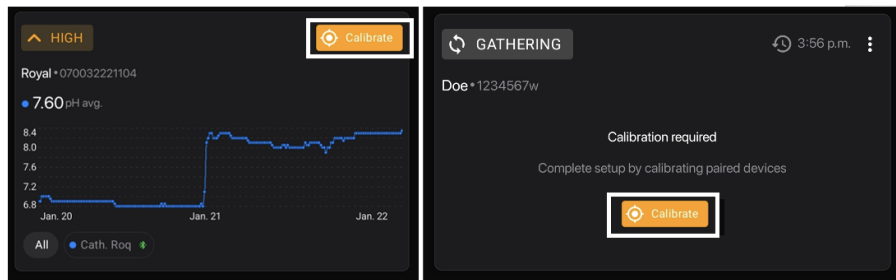 HIGH
Calibrate
Royal • 070032221104
7.60 pH avg.
8.4
8.0
7.6
7.2
6.8
Jan. 20 Jan. 21 Jan. 22
All Cath. Roq
GATHERING
3:56 p.m.
Doe • 1234567w
Calibration required
Complete setup by calibrating paired devices
Calibrate